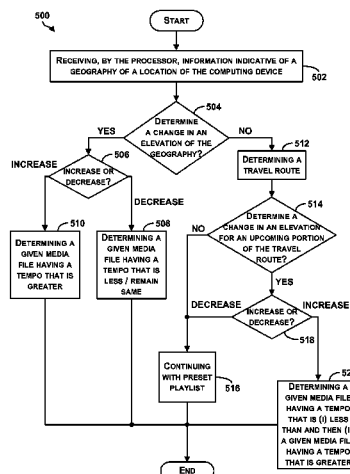 500
START
RECEIVING, BY THE PROCESSOR, INFORMATION INDICATIVE OF A
GEOGRAPHY OF A LOCATION OF THE COMPUTING DEVICE
502
504
DETERMINE
A CHANGE IN AN
ELEVATION OF THE
GEOGRAPHY?
YES
NO
506
INCREASE OR
DECREASE?
INCREASE
DECREASE
512
DETERMINING A
TRAVEL ROUTE
510
DETERMINING A
GIVEN MEDIA
FILE HAVING A
TEMPO THAT IS
GREATER
508
DETERMINING A
GIVEN MEDIA
FILE HAVING A
TEMPO THAT IS
LESS / REMAIN
SAME
514
DETERMINE A
CHANGE IN AN ELEVATION
FOR AN UPCOMING PORTION
OF THE TRAVEL
ROUTE?
NO
YES
DECREASE
INCREASE OR
DECREASE?
INCREASE
518
CONTINUING
WITH PRESET
PLAYLIST
516
DETERMINING A
GIVEN MEDIA FILE
HAVING A TEMPO
THAT IS (I) LESS
THAN AND THEN
A GIVEN MEDIA
HAVING A TEMPO
THAT IS GREATER
END